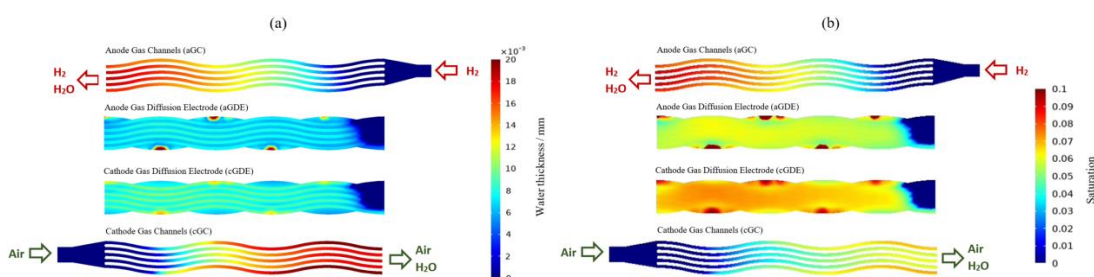 (a)
Anode Gas Channels (aGC)
H₂
H₂O
H₂
Anode Gas Diffusion Electrode (aGDE)
Cathode Gas Diffusion Electrode (cGDE)
Cathode Gas Channels (cGC)
Air
Air
H₂O
×10⁻³
20
18
16
14
12
10
8
6
4
2
0
Water thickness / mm
(b)
Anode Gas Channels (aGC)
H₂
H₂O
H₂
Anode Gas Diffusion Electrode (aGDE)
Cathode Gas Diffusion Electrode (cGDE)
Cathode Gas Channels (cGC)
Air
Air
H₂O
0.1
0.09
0.08
0.07
0.06
0.05
0.04
0.03
0.02
0.01
0
Saturation